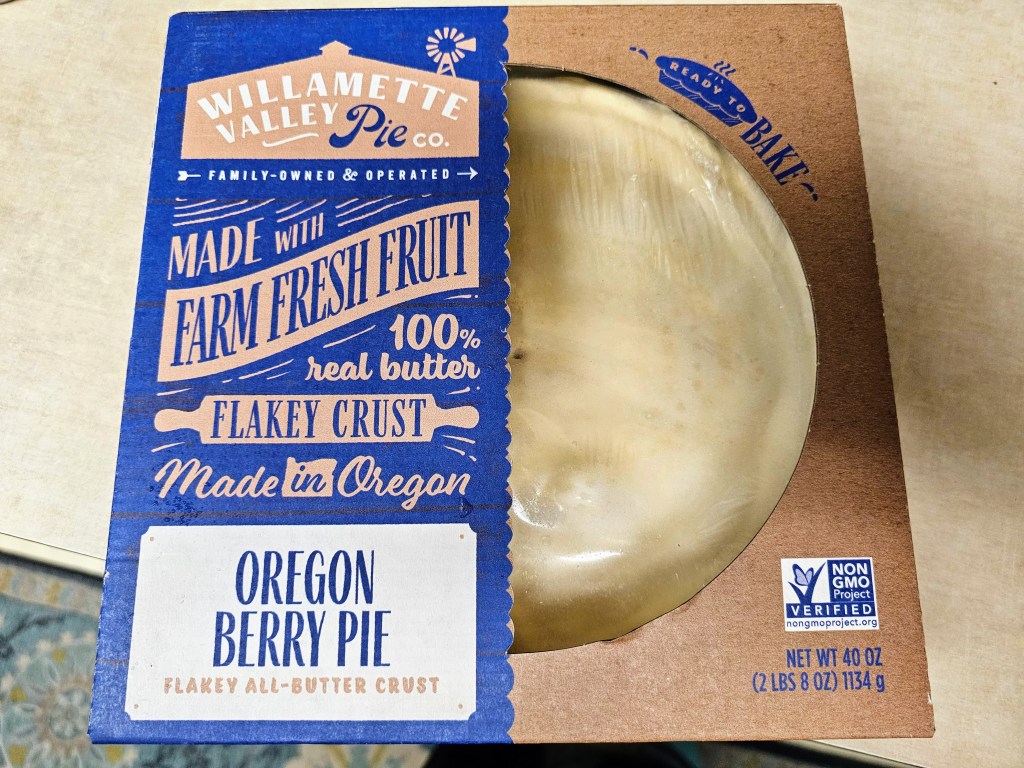 WILLAMETTE
VALLEY Pie CO.
FAMILY-OWNED & OPERATED
MADE WITH
FARM FRESH FRUIT
100%
real butter
FLAKEY CRUST
Made in Oregon
OREGON
BERRY PIE
FLAKEY ALL-BUTTER CRUST
READY TO
BAKE
NON
GMO
Project
VERIFIED
nongmoproject.org
NET WT 40 OZ
(2 LBS 8 OZ) 1134 g